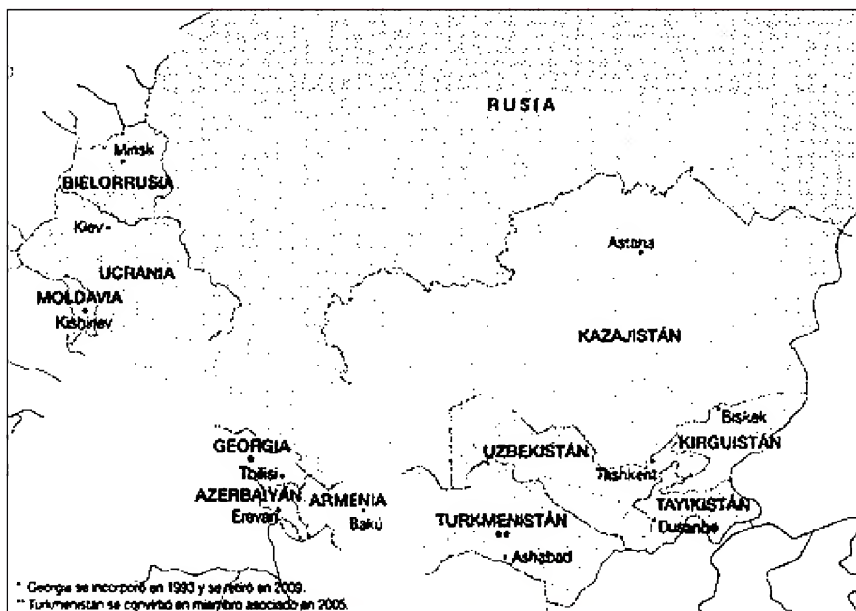 RUSIA
Minsk
BIELORRUSIA
Kiev
Astana
UCRANIA
MOLDAVIA
Kishinev
KAZAJISTÁN
Biskek
GEORGIA
UZBEKISTÁN
KIRGUISTÁN
Tbilisi
Tashkent
AZERBAIYÁN
ARMENIA
TAYIKISTÁN
Erevan
Bakú
TURKMENISTÁN
Dusanbe
**
Ashabad
* Georgia se incorporó en 1993 y se retiró en 2009.
** Turkmenistán se convirtió en miembro asociado en 2005.